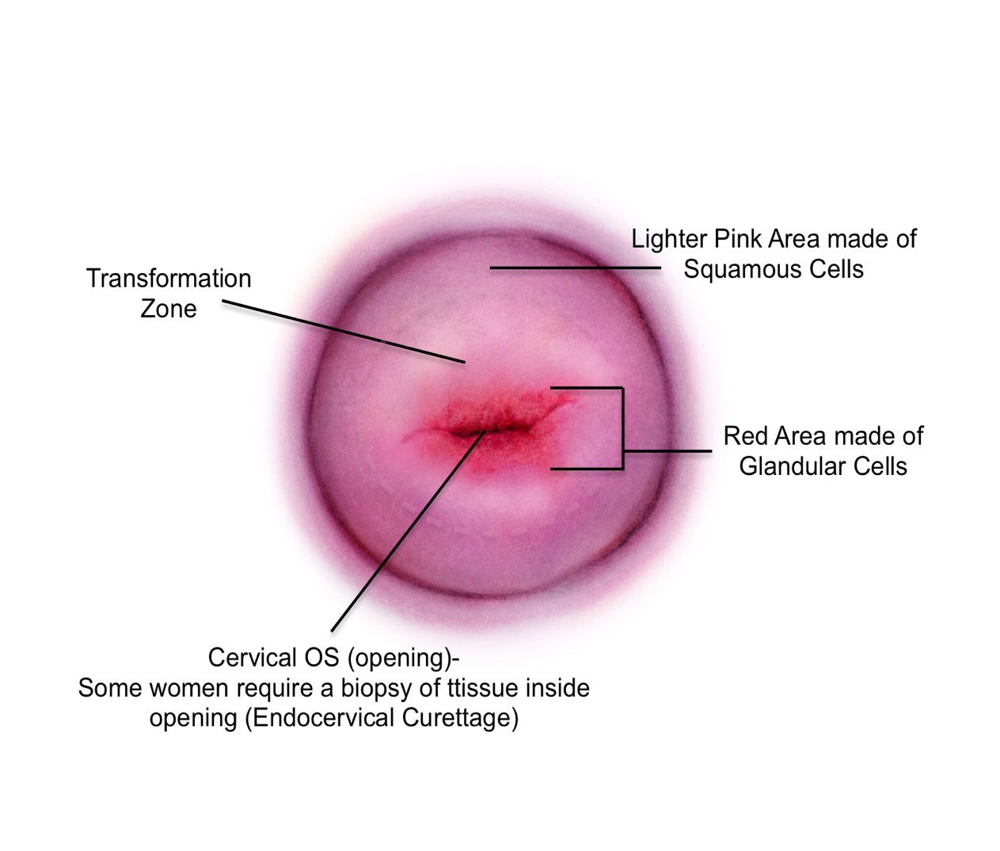 Lighter Pink Area made of
Squamous Cells
Transformation
Zone
Red Area made of
Glandular Cells
Cervical OS (opening)-
Some women require a biopsy of ttissue inside
opening (Endocervical Curettage)